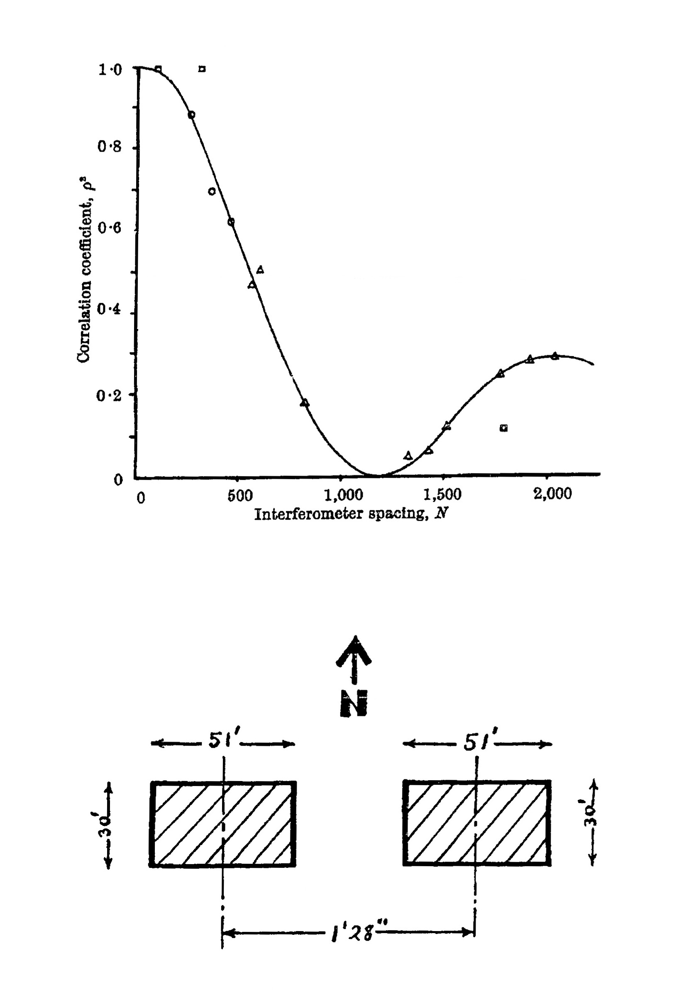 1·0
0·8
0·6
0·4
0·2
0
Correlation coefficient, ρ²
0 500 1,000 1,500 2,000
Interferometer spacing, N
N
51′ 51′
30′ 30′
1′28″